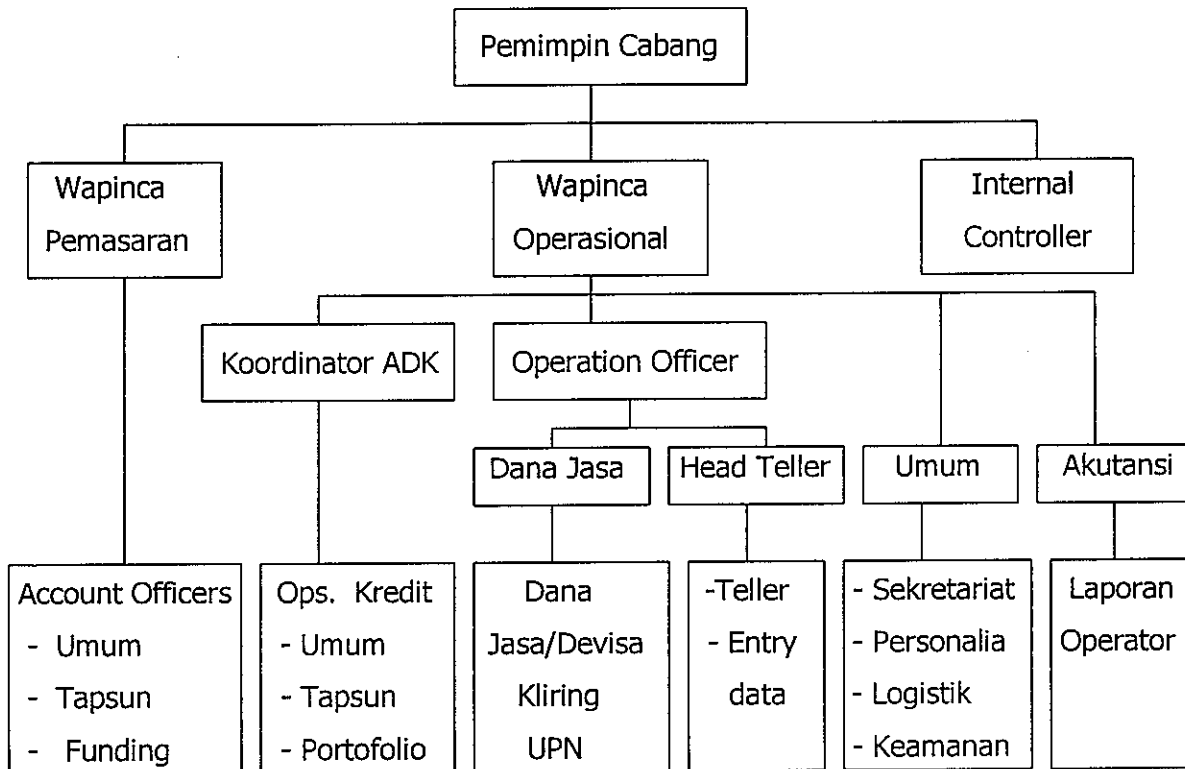 Pemimpin Cabang
Wapinca
Pemasaran
Wapinca
Operasional
Internal
Controller
Koordinator ADK
Operation Officer
Dana Jasa
Head Teller
Umum
Akutansi
Account Officers
- Umum
- Tapsun
- Funding
Ops. Kredit
- Umum
- Tapsun
- Portofolio
Dana
Jasa/Devisa
Kliring
UPN
-Teller
- Entry
data
- Sekretariat
- Personalia
- Logistik
- Keamanan
Laporan
Operator